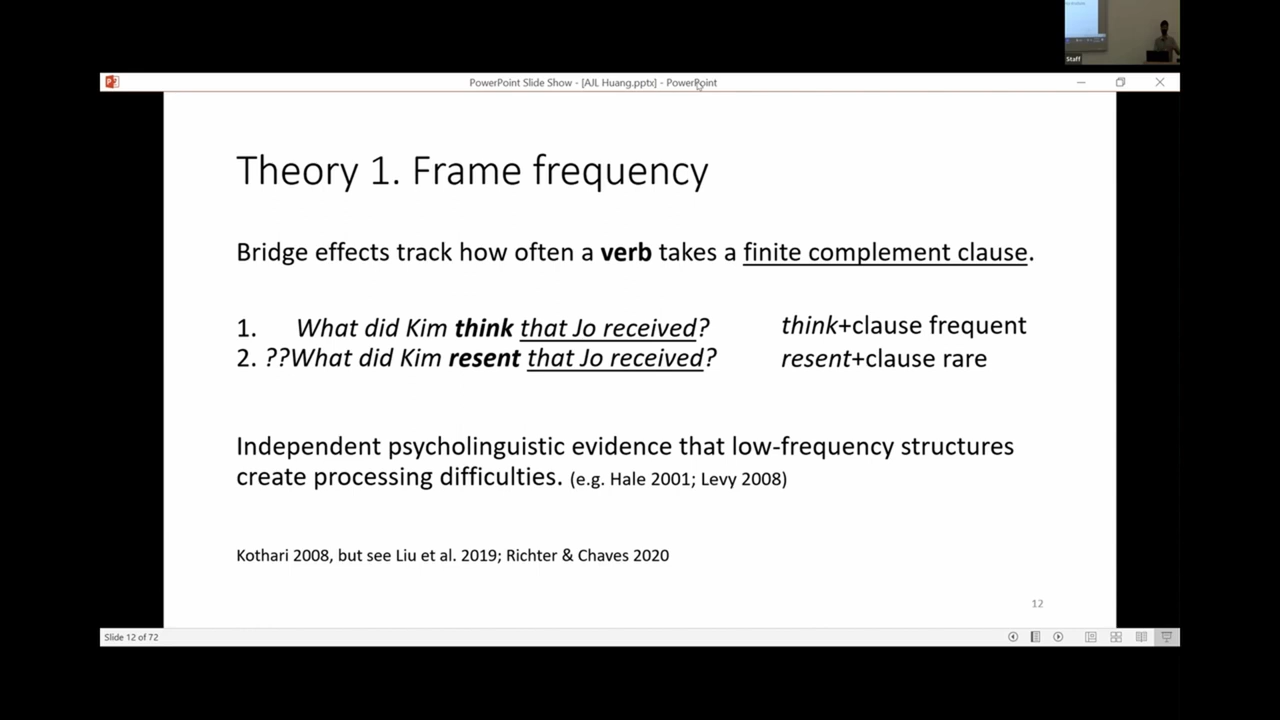 Staff
PowerPoint Slide Show - [AJL Huang.pptx] - PowerPoint
Theory 1. Frame frequency
Bridge effects track how often a verb takes a finite complement clause.
1. What did Kim think that Jo received? think+clause frequent
2. ??What did Kim resent that Jo received? resent+clause rare
Independent psycholinguistic evidence that low-frequency structures
create processing difficulties. (e.g. Hale 2001; Levy 2008)
Kothari 2008, but see Liu et al. 2019; Richter & Chaves 2020
12
Slide 12 of 72